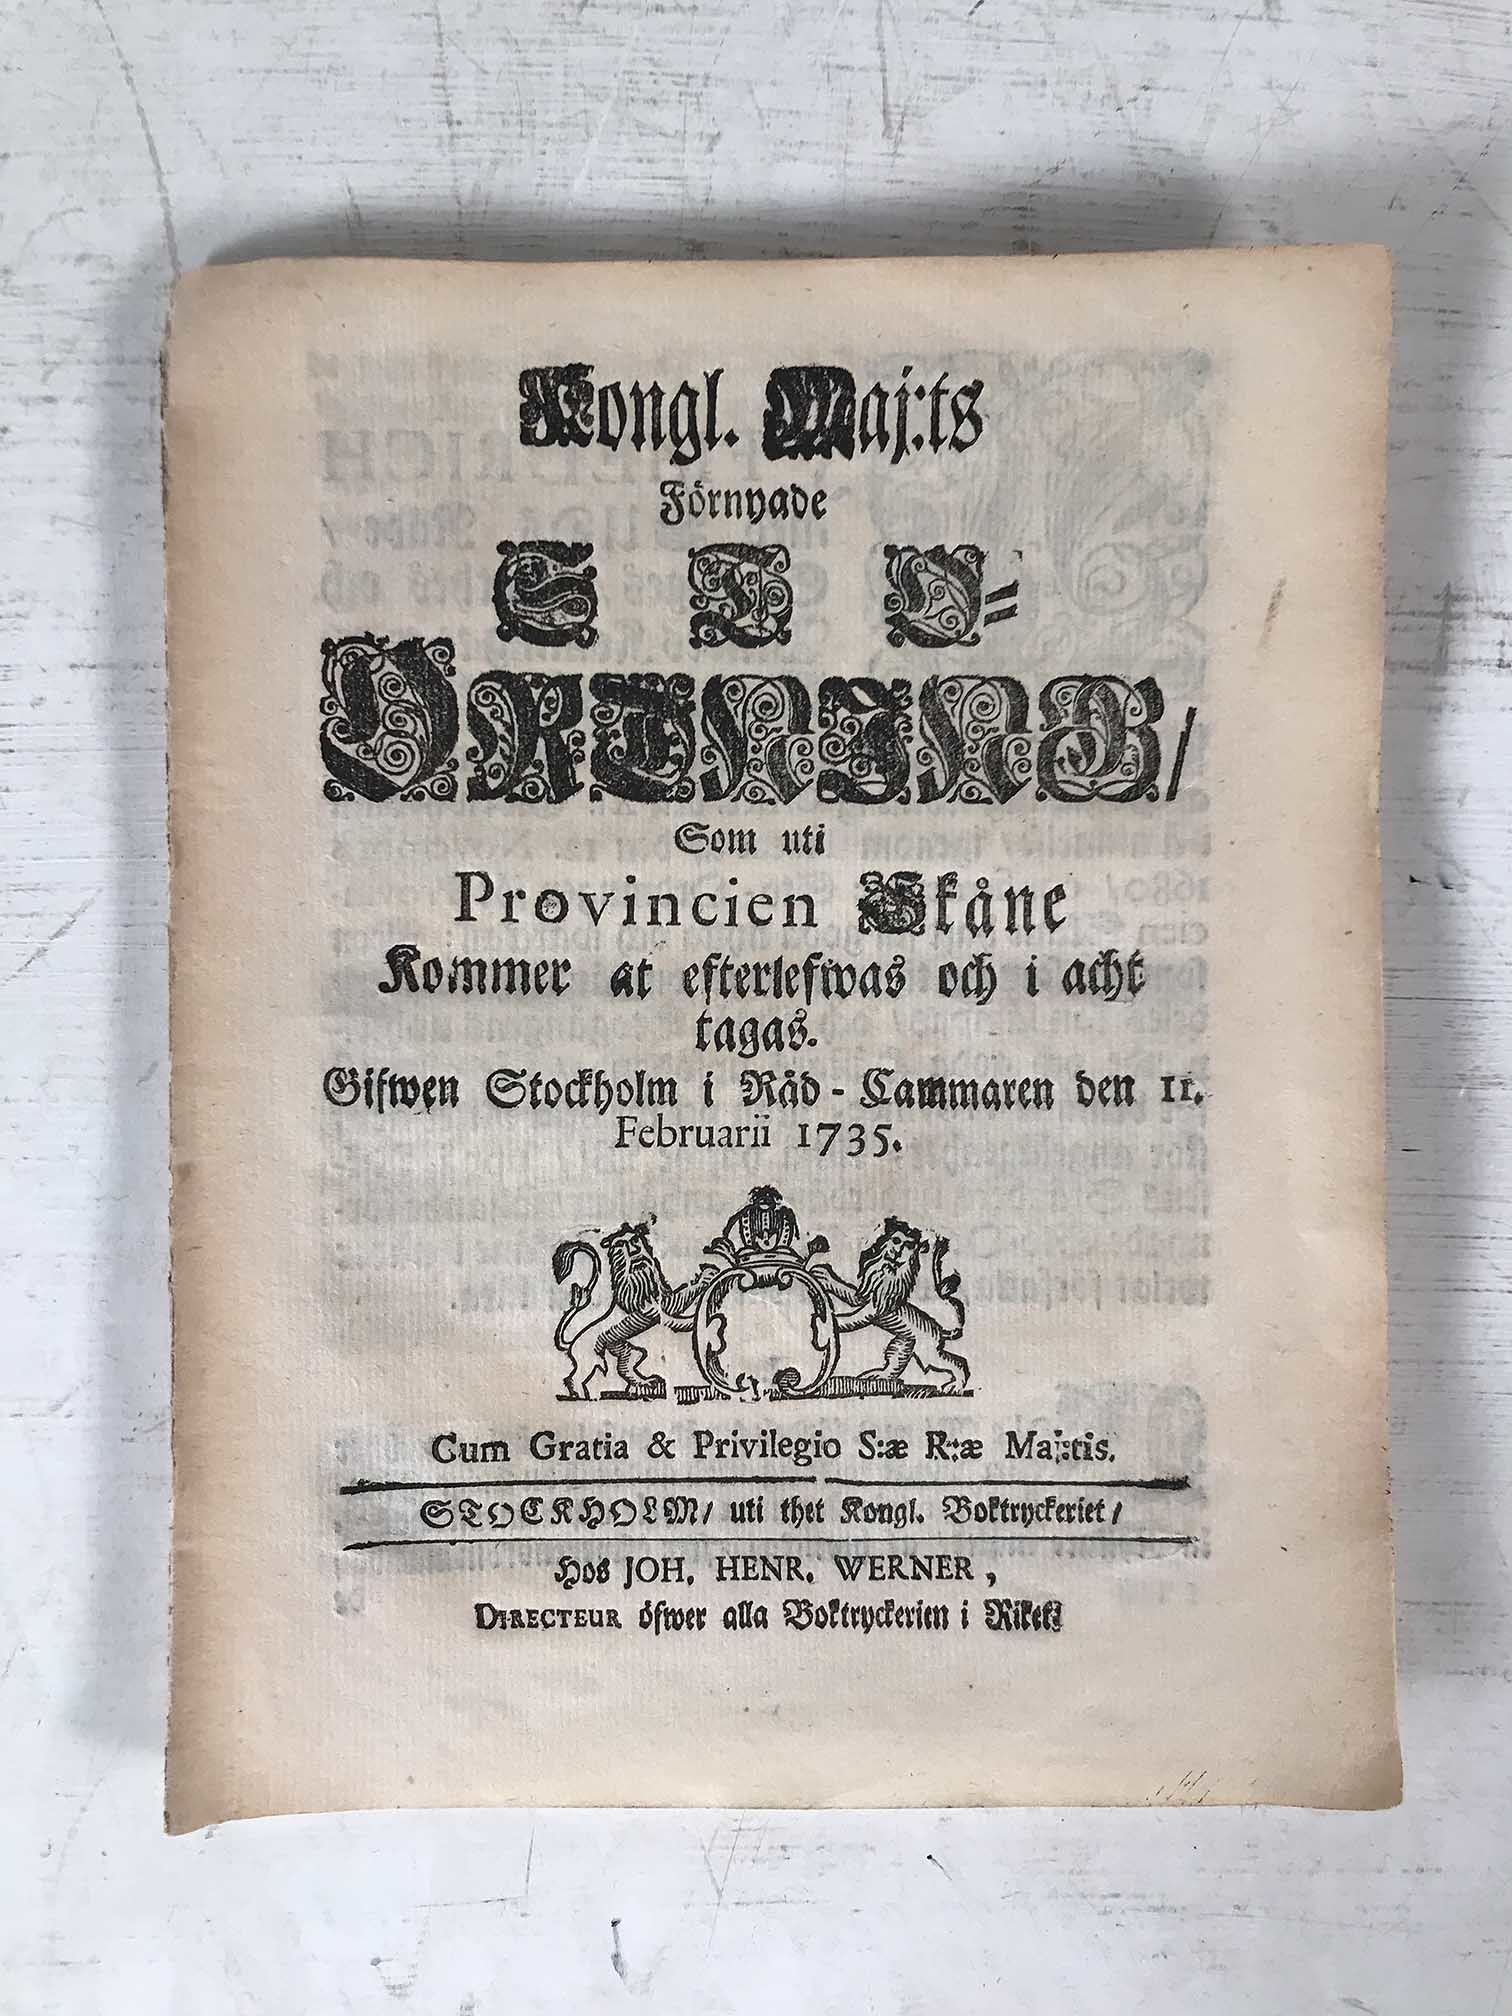 Kongl. Maj:ts
Förnyade
STO=
ORDNING/
Som uti
Provincien Skåne
Kommer at efterlefwas och i acht
tagas.
Gifwen Stockholm i Råd-Cammaren den 11.
Februarii 1735.
Cum Gratia & Privilegio S:æ R:æ Maj:tis.
STOCKHOLM/ uti thet Kongl. Boktryckeriet/
Hos JOH. HENR. WERNER,
DIRECTEUR öfwer alla Boktryckerien i Riket